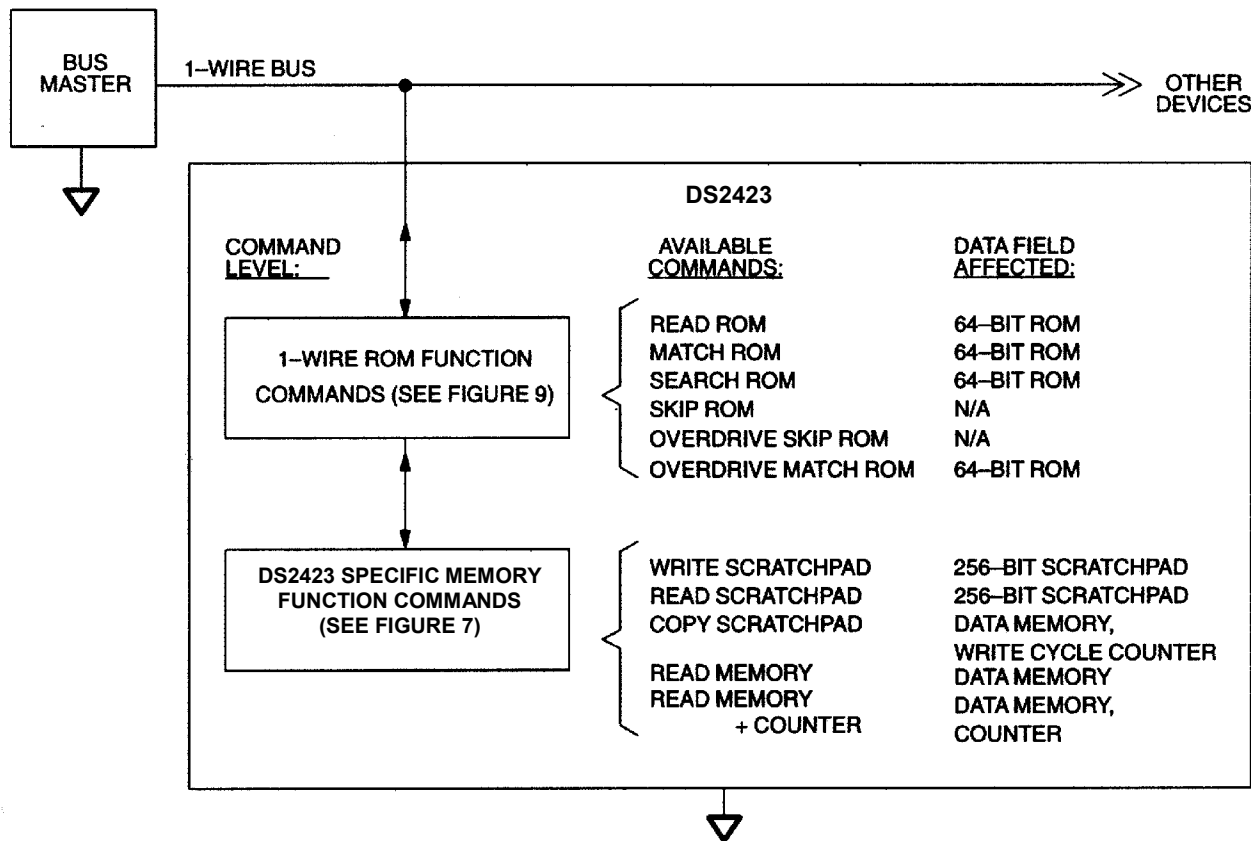 BUS
MASTER
1–WIRE BUS
OTHER
DEVICES
DS2423
COMMAND
LEVEL:
AVAILABLE
COMMANDS:
DATA FIELD
AFFECTED:
1–WIRE ROM FUNCTION
COMMANDS (SEE FIGURE 9)
READ ROM 64–BIT ROM
MATCH ROM 64–BIT ROM
SEARCH ROM 64–BIT ROM
SKIP ROM N/A
OVERDRIVE SKIP ROM N/A
OVERDRIVE MATCH ROM 64–BIT ROM
DS2423 SPECIFIC MEMORY
FUNCTION COMMANDS
(SEE FIGURE 7)
WRITE SCRATCHPAD 256–BIT SCRATCHPAD
READ SCRATCHPAD 256–BIT SCRATCHPAD
COPY SCRATCHPAD DATA MEMORY,
WRITE CYCLE COUNTER
READ MEMORY DATA MEMORY
READ MEMORY DATA MEMORY,
+ COUNTER COUNTER